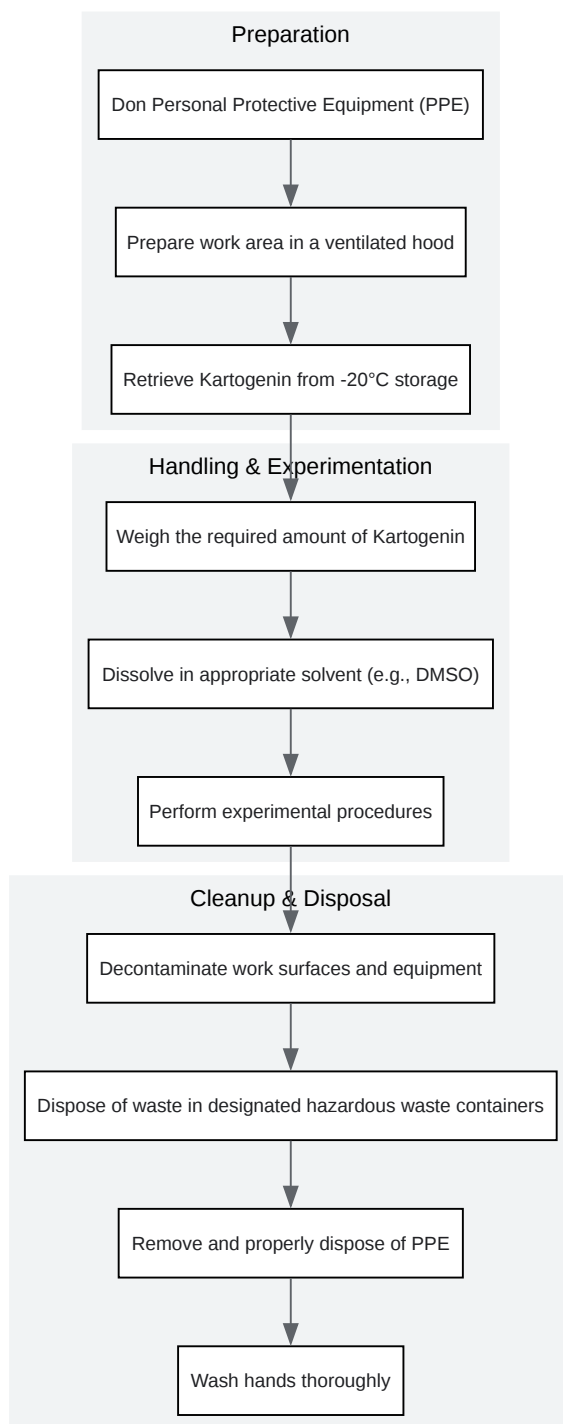 Preparation
Don Personal Protective Equipment (PPE)
Prepare work area in a ventilated hood
Retrieve Kartogenin from -20°C storage
Handling & Experimentation
Weigh the required amount of Kartogenin
Dissolve in appropriate solvent (e.g., DMSO)
Perform experimental procedures
Cleanup & Disposal
Decontaminate work surfaces and equipment
Dispose of waste in designated hazardous waste containers
Remove and properly dispose of PPE
Wash hands thoroughly